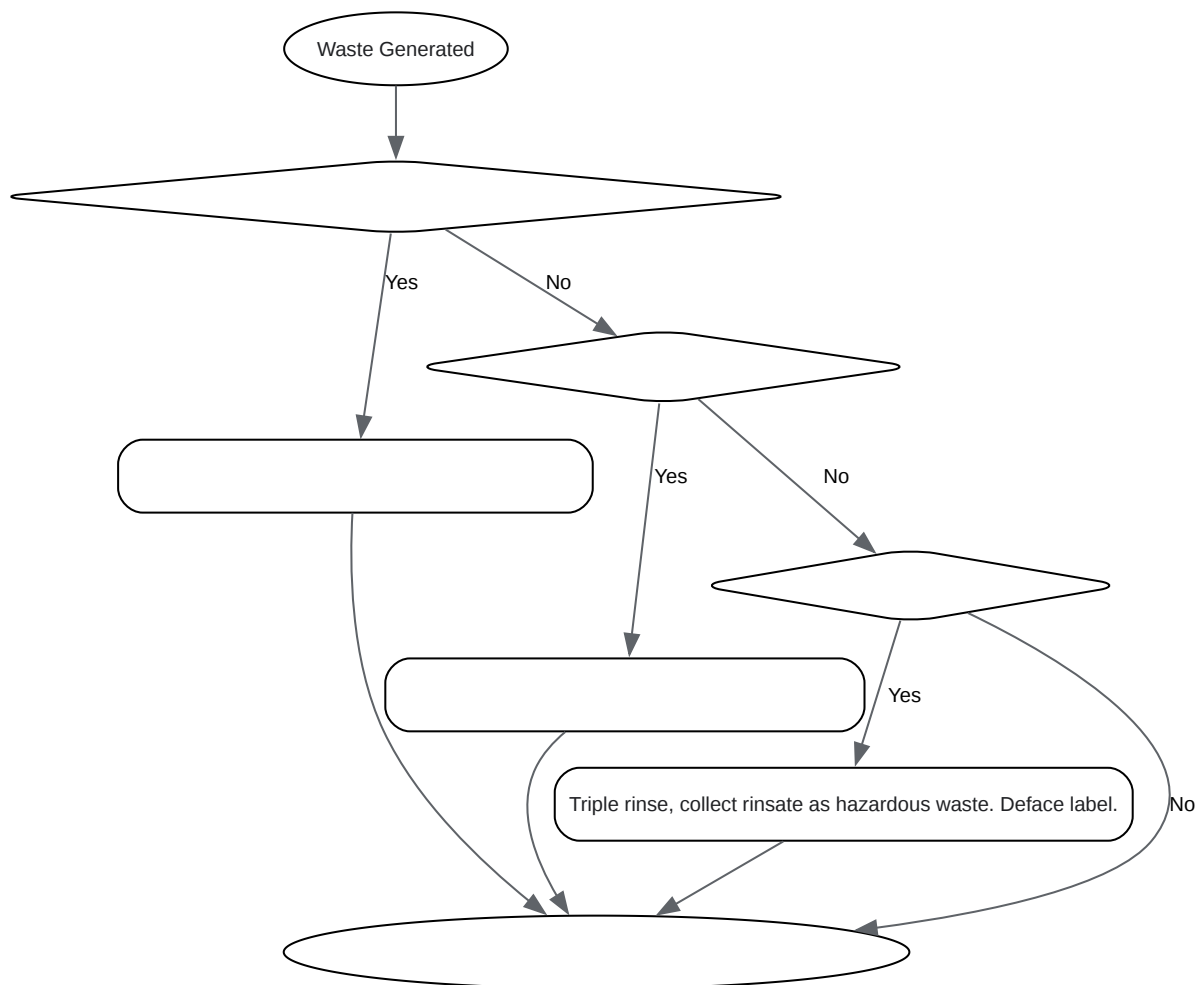 Waste Generated
Yes
No
Yes
No
Yes
Triple rinse, collect rinsate as hazardous waste. Deface label.
No